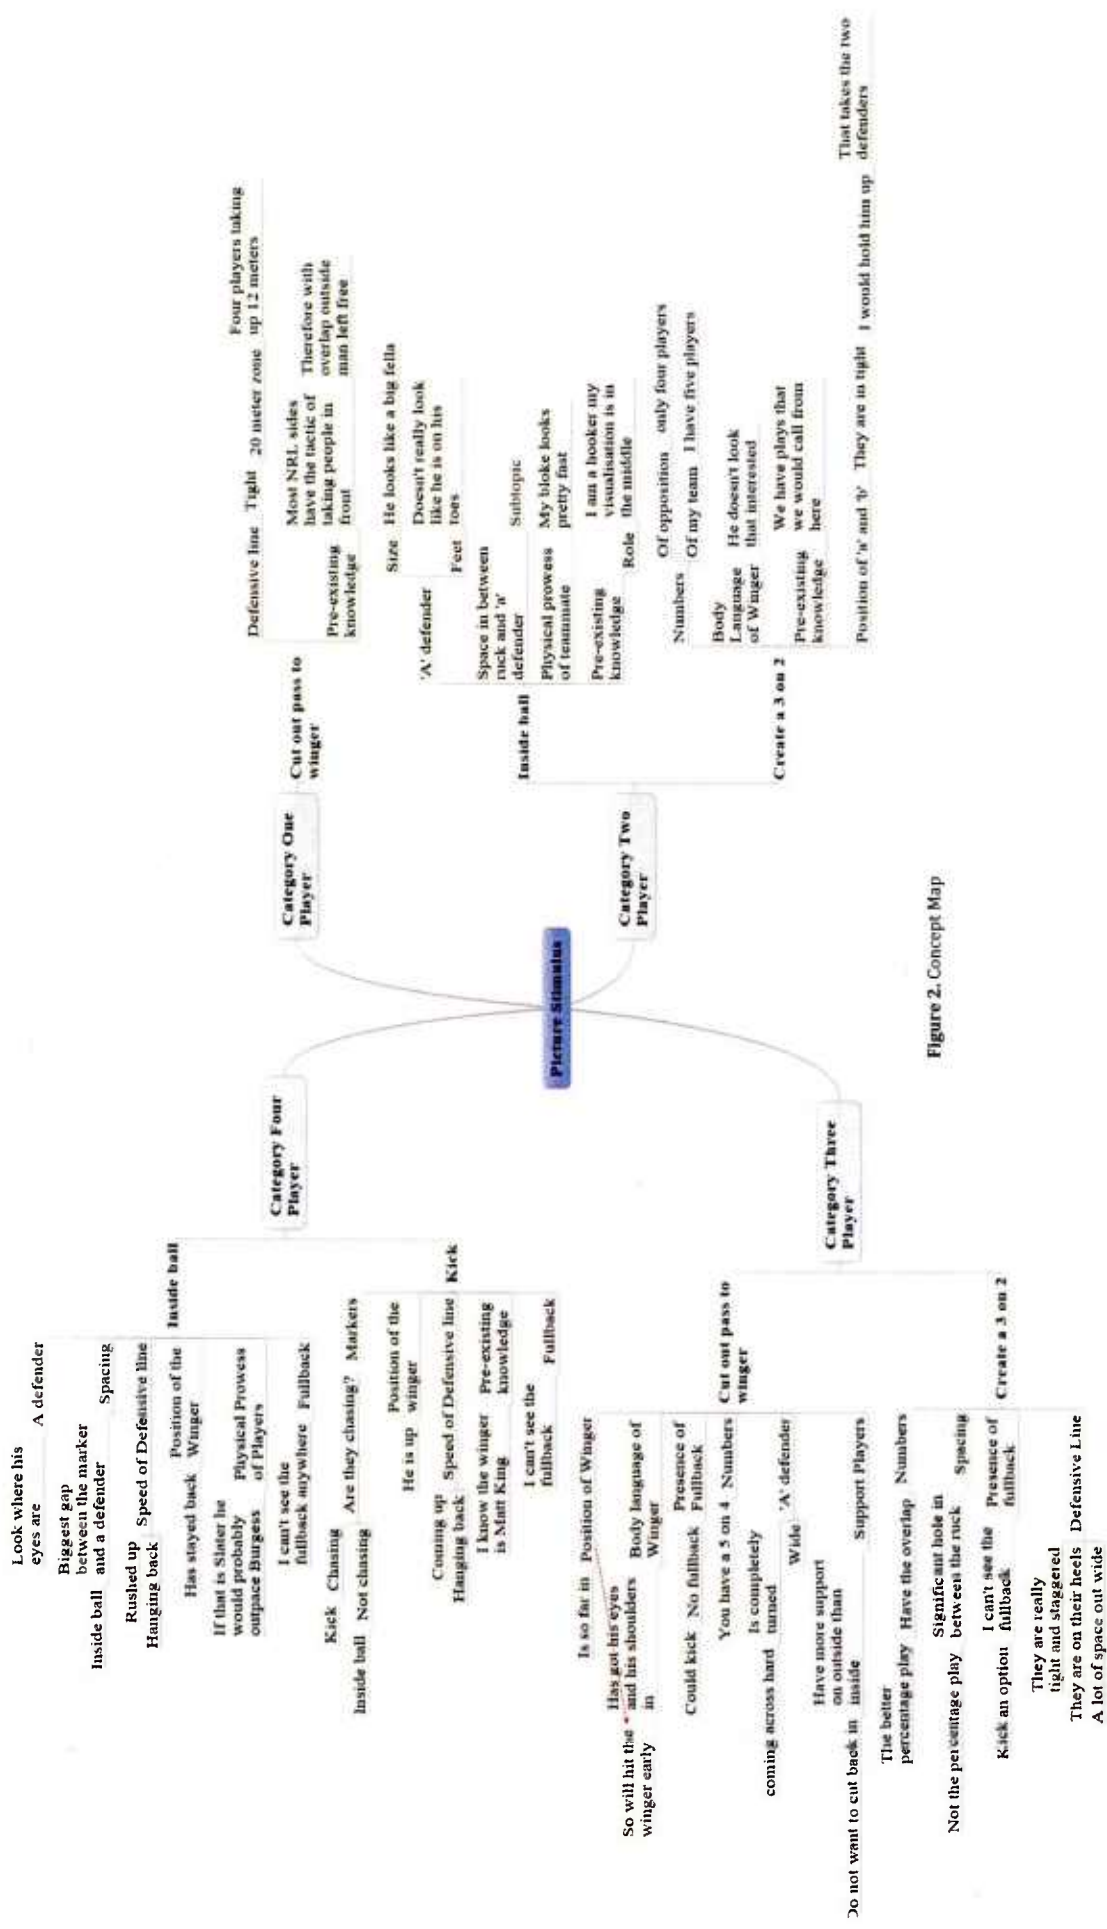 Picture Stimulus
Category One
Player
Cut out pass to
winger
Defensive line
Tight
20 meter zone
Four players taking
up 12 meters
Pre-existing
knowledge
Most NRL sides
have the tactic of
taking people in
front
Therefore with
overlap outside
man left free
Category Two
Player
Inside ball
'A' defender
Size
He looks like a big fella
Feet
Doesn't really look
like he is on his
toes
Space in between
ruck and 'a'
defender
Subtopic
Physical prowess
of teammate
My bloke looks
pretty fast
Pre-existing
knowledge
Role
I am a hooker my
visualisation is in
the middle
Create a 3 on 2
Numbers
Of opposition
only four players
Of my team
I have five players
Body
Language
of Winger
He doesn't look
that interested
Pre-existing
knowledge
We have plays that
we would call from
here
Position of 'a' and 'b'
They are in tight
I would hold him up
That takes the two
defenders
Category Four
Player
Inside ball
A defender
Look where his
eyes are
Spacing
Biggest gap
between the marker
and a defender
Inside ball
Speed of Defensive line
Rushed up
Hanging back
Position of the
Winger
Has stayed back
Physical Prowess
of Players
If that is Slater he
would probably
outpace Burgess
Fullback
I can't see the
fullback anywhere
Kick
Markers
Are they chasing?
Chasing
Kick
Not chasing
Inside ball
Position of the
winger
He is up
Speed of Defensive line
Coming up
Hanging back
Pre-existing
knowledge
I know the winger
is Matt King
Fullback
I can't see the
fullback
Category Three
Player
Cut out pass to
winger
Position of Winger
Is so far in
Body language of
Winger
Has got his eyes
and his shoulders
in
So will hit the
winger early
Presence of
Fullback
No fullback
Could kick
Numbers
You have a 5 on 4
'A' defender
Is completely
turned
coming across hard
Wide
Support Players
Have more support
on outside than
inside
Do not want to cut back in
Create a 3 on 2
Numbers
Have the overlap
The better
percentage play
Spacing
Significant hole in
between the ruck
Not the percentage play
Presence of
fullback
I can't see the
fullback
Kick an option
Defensive Line
They are really
tight and staggered
They are on their heels
A lot of space out wide
Figure 2. Concept Map